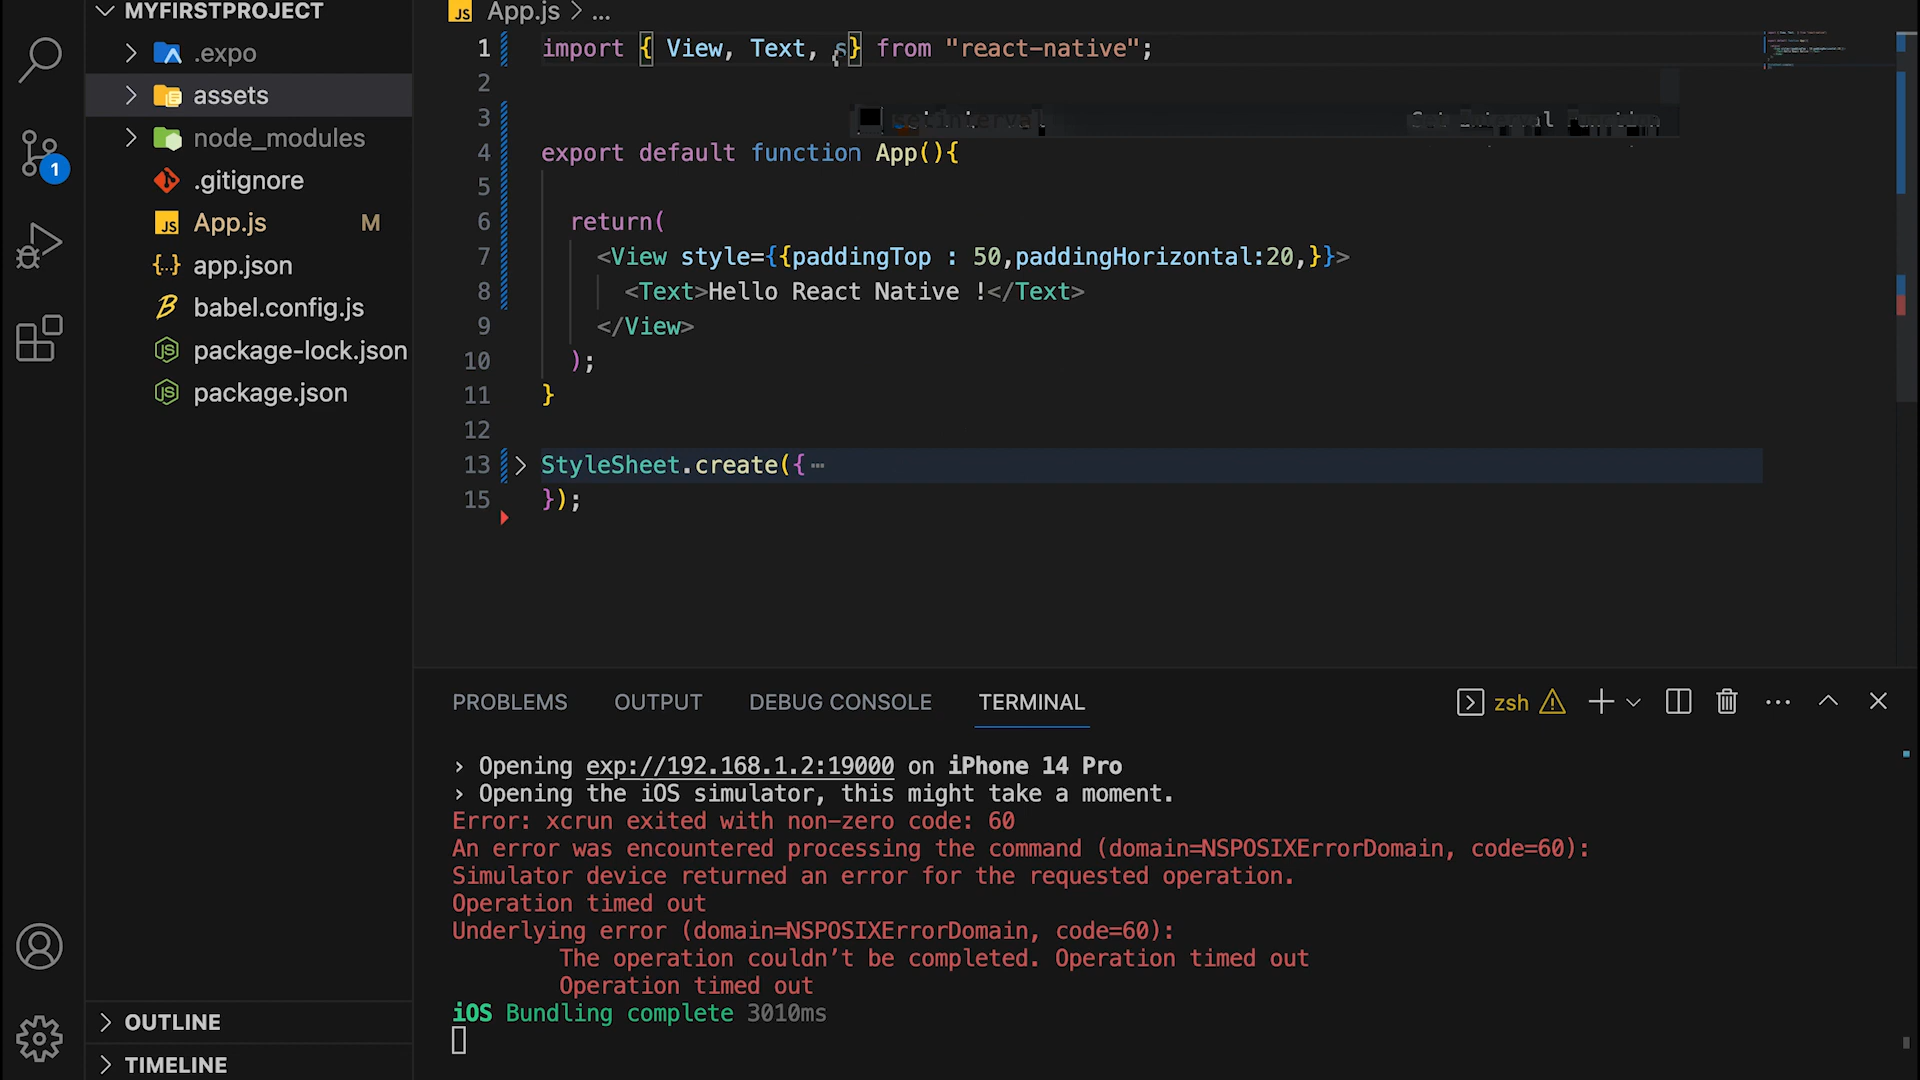 MYFIRSTPROJECT
.expo
assets
node_modules
.gitignore
App.js M
app.json
babel.config.js
package-lock.json
package.json
OUTLINE
TIMELINE
1
App.js > ...
1 import { View, Text, s} from "react-native";
2
3
4 export default function App(){
5
6 return(
7 <View style={{paddingTop : 50,paddingHorizontal:20,}}>
8 <Text>Hello React Native !</Text>
9 </View>
10 );
11 }
12
13 StyleSheet.create({ ⋯
15 });
PROBLEMS OUTPUT DEBUG CONSOLE TERMINAL zsh
› Opening exp://192.168.1.2:19000 on iPhone 14 Pro
› Opening the iOS simulator, this might take a moment.
Error: xcrun exited with non-zero code: 60
An error was encountered processing the command (domain=NSPOSIXErrorDomain, code=60):
Simulator device returned an error for the requested operation.
Operation timed out
Underlying error (domain=NSPOSIXErrorDomain, code=60):
The operation couldn’t be completed. Operation timed out
Operation timed out
iOS Bundling complete 3010ms